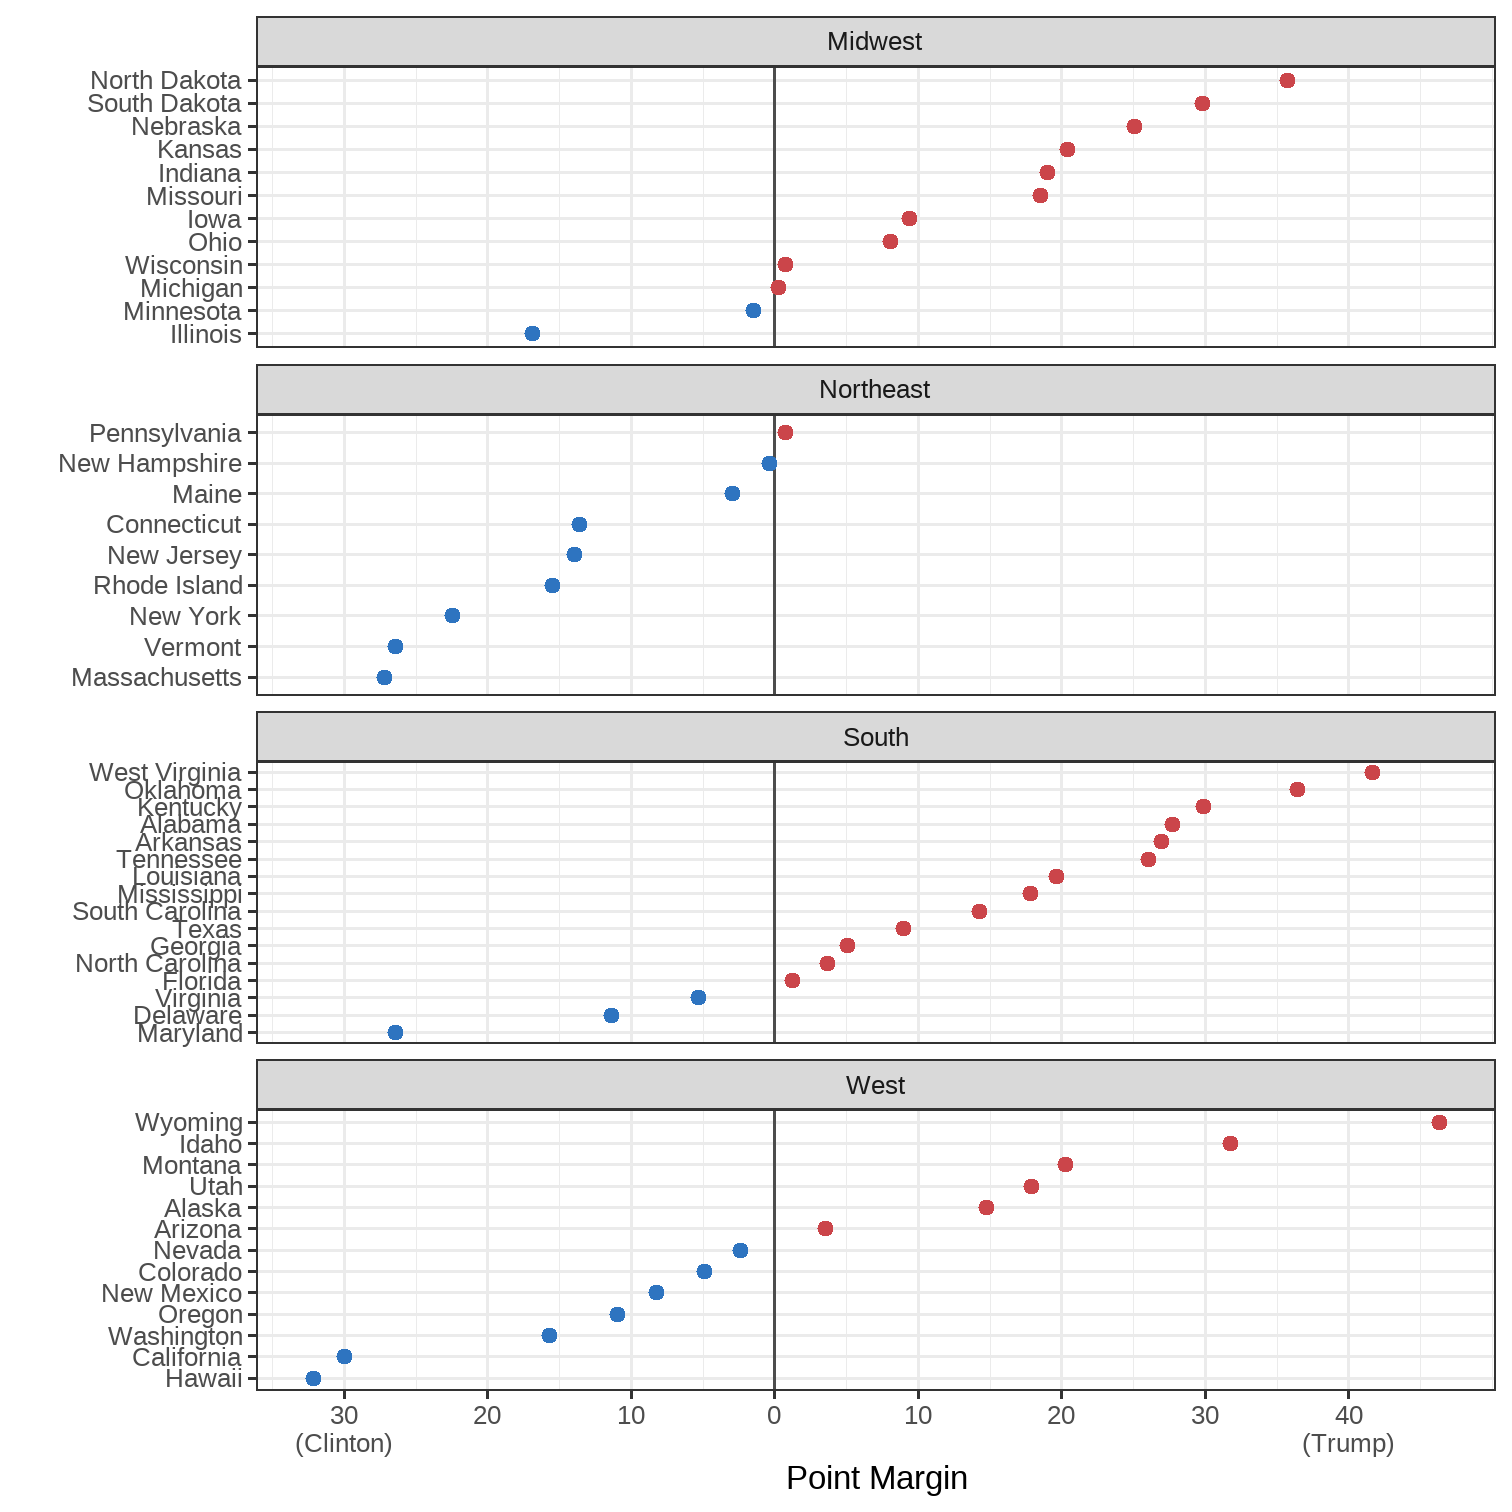 Midwest
North Dakota
South Dakota
Nebraska
Kansas
Indiana
Missouri
Iowa
Ohio
Wisconsin
Michigan
Minnesota
Illinois
Northeast
Pennsylvania
New Hampshire
Maine
Connecticut
New Jersey
Rhode Island
New York
Vermont
Massachusetts
South
West Virginia
Oklahoma
Kentucky
Alabama
Arkansas
Tennessee
Louisiana
Mississippi
South Carolina
Texas
Georgia
North Carolina
Florida
Virginia
Delaware
Maryland
West
Wyoming
Idaho
Montana
Utah
Alaska
Arizona
Nevada
Colorado
New Mexico
Oregon
Washington
California
Hawaii
30 20 10 0 10 20 30 40
(Clinton) (Trump)
Point Margin